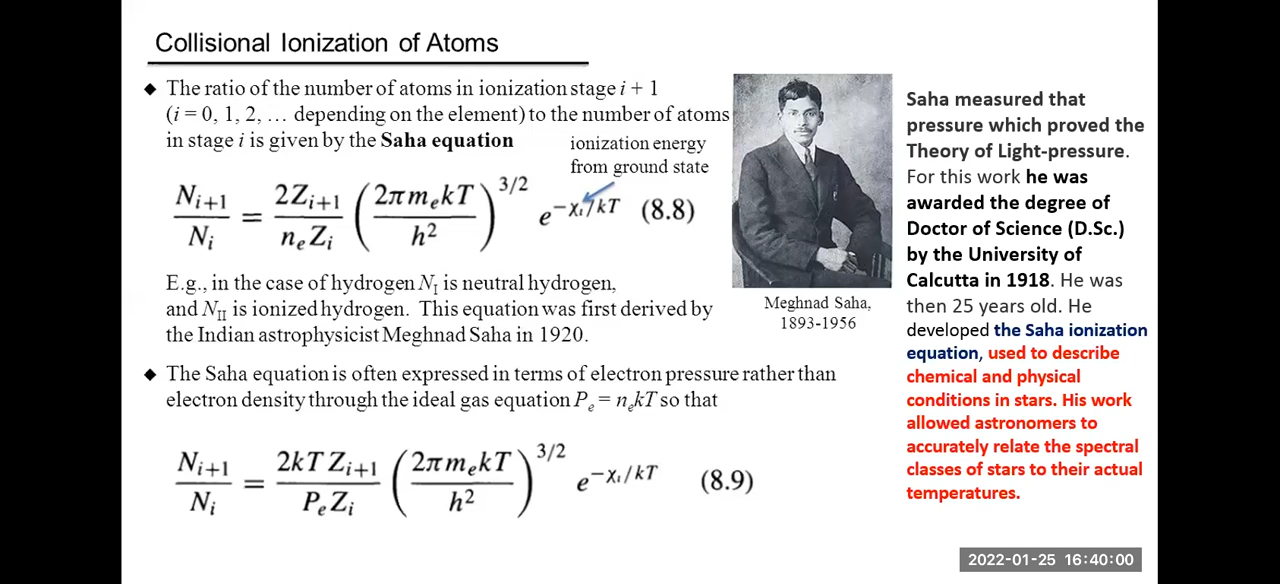 Collisional Ionization of Atoms
◆ The ratio of the number of atoms in ionization stage i + 1
(i = 0, 1, 2, … depending on the element) to the number of atoms
in stage i is given by the Saha equation
ionization energy
from ground state
N_{i+1}/N_i = 2Z_{i+1}/(n_e Z_i) (2πm_e kT/h²)^{3/2} e^{−χ_i/kT} (8.8)
E.g., in the case of hydrogen N_I is neutral hydrogen,
and N_II is ionized hydrogen. This equation was first derived by
the Indian astrophysicist Meghnad Saha in 1920.
◆ The Saha equation is often expressed in terms of electron pressure rather than
electron density through the ideal gas equation P_e = n_e kT so that
N_{i+1}/N_i = 2kT Z_{i+1}/(P_e Z_i) (2πm_e kT/h²)^{3/2} e^{−χ_i/kT} (8.9)
Meghnad Saha,
1893-1956
Saha measured that
pressure which proved the
Theory of Light-pressure.
For this work he was
awarded the degree of
Doctor of Science (D.Sc.)
by the University of
Calcutta in 1918. He was
then 25 years old. He
developed the Saha ionization
equation, used to describe
chemical and physical
conditions in stars. His work
allowed astronomers to
accurately relate the spectral
classes of stars to their actual
temperatures.
2022-01-25 16:40:00